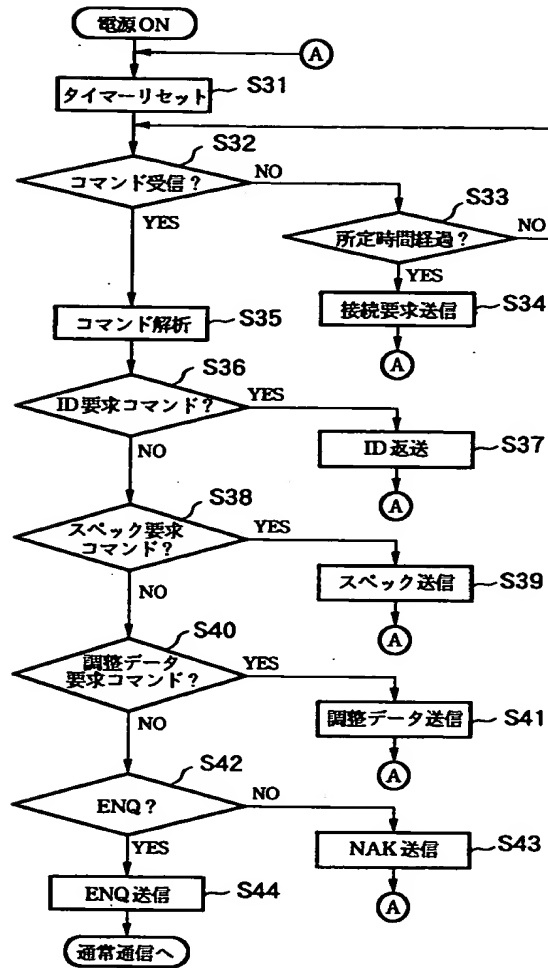 電源ON
A
タイマーリセット
S31
S32
コマンド受信？
NO
YES
S33
所定時間経過？
NO
YES
接続要求送信
S34
A
コマンド解析
S35
S36
ID要求コマンド？
YES
NO
ID返送
S37
A
S38
スペック要求
コマンド？
YES
NO
スペック送信
S39
A
S40
調整データ
要求コマンド？
YES
NO
調整データ送信
S41
A
S42
ENQ？
NO
YES
NAK送信
S43
A
ENQ送信
S44
通常通信へ